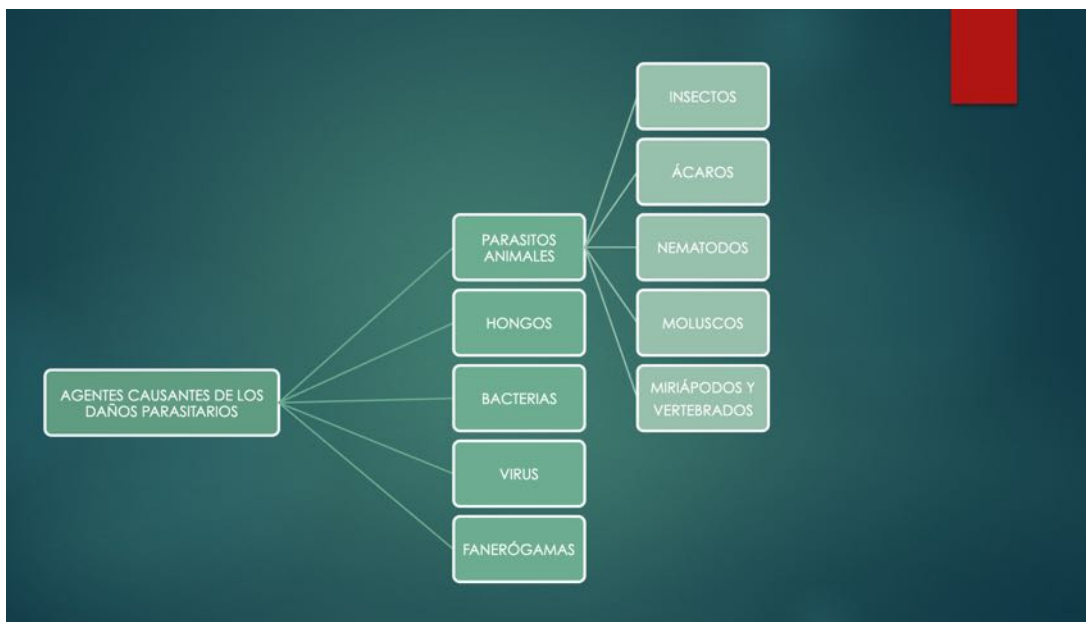 AGENTES CAUSANTES DE LOS
DAÑOS PARASITARIOS
PARASITOS
ANIMALES
HONGOS
BACTERIAS
VIRUS
FANERÓGAMAS
INSECTOS
ÁCAROS
NEMATODOS
MOLUSCOS
MIRIÁPODOS Y
VERTEBRADOS